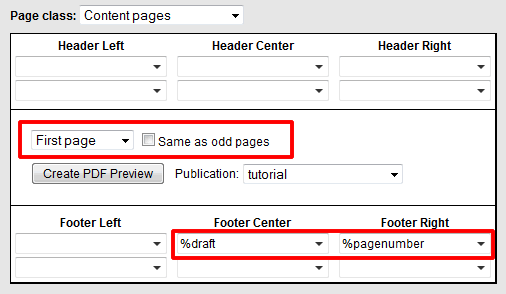 Page class: Content pages
Header Left Header Center Header Right
First page Same as odd pages
Create PDF Preview Publication: tutorial
Footer Left Footer Center Footer Right
%draft %pagenumber